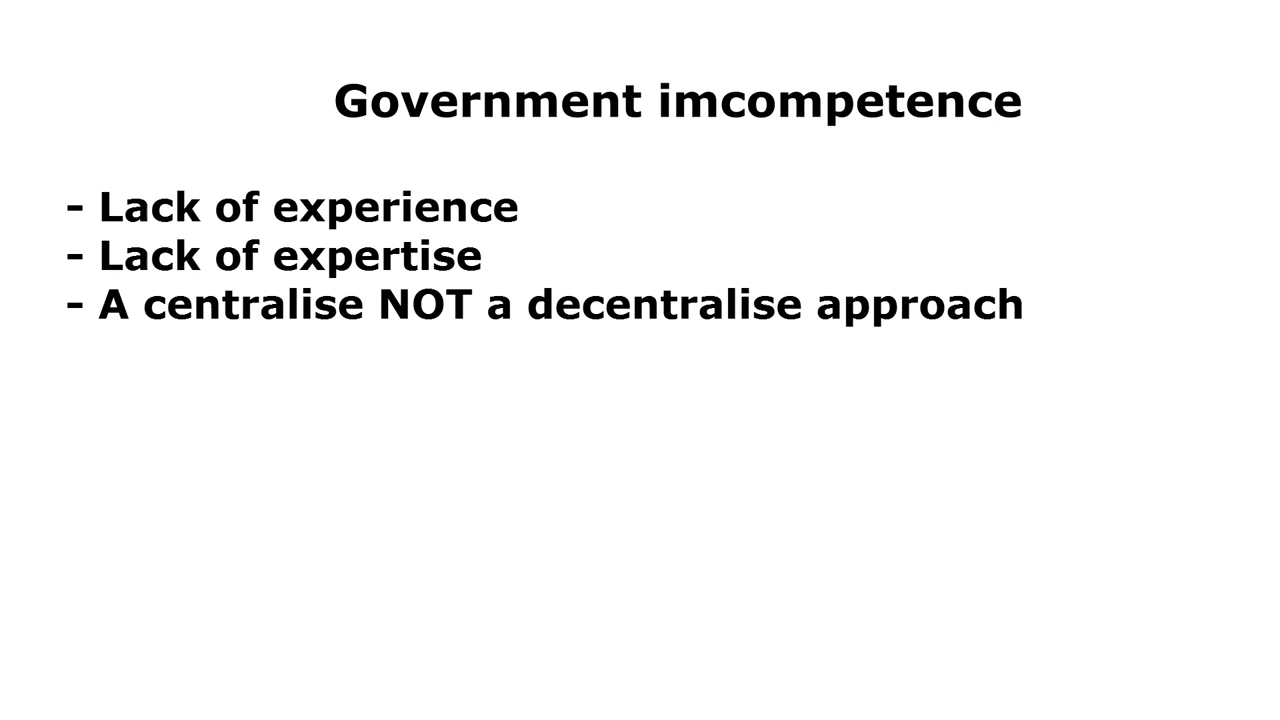 Government imcompetence
- Lack of experience
- Lack of expertise
- A centralise NOT a decentralise approach